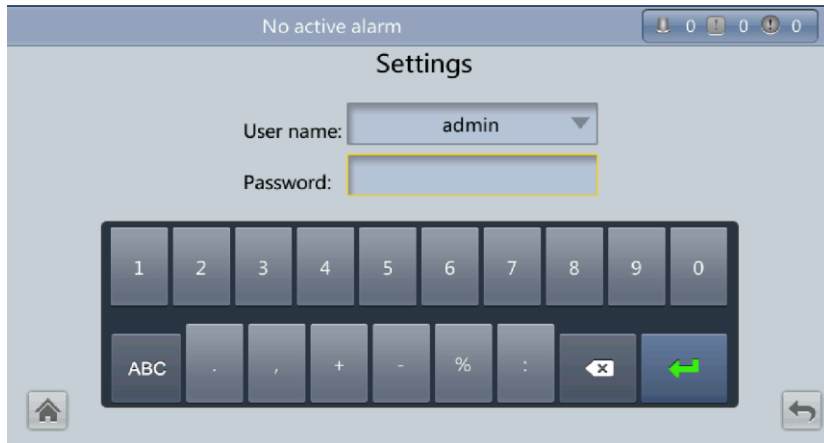 No active alarm 0 0 0
Settings
User name: admin
Password:
1 2 3 4 5 6 7 8 9 0
ABC . , + - % :